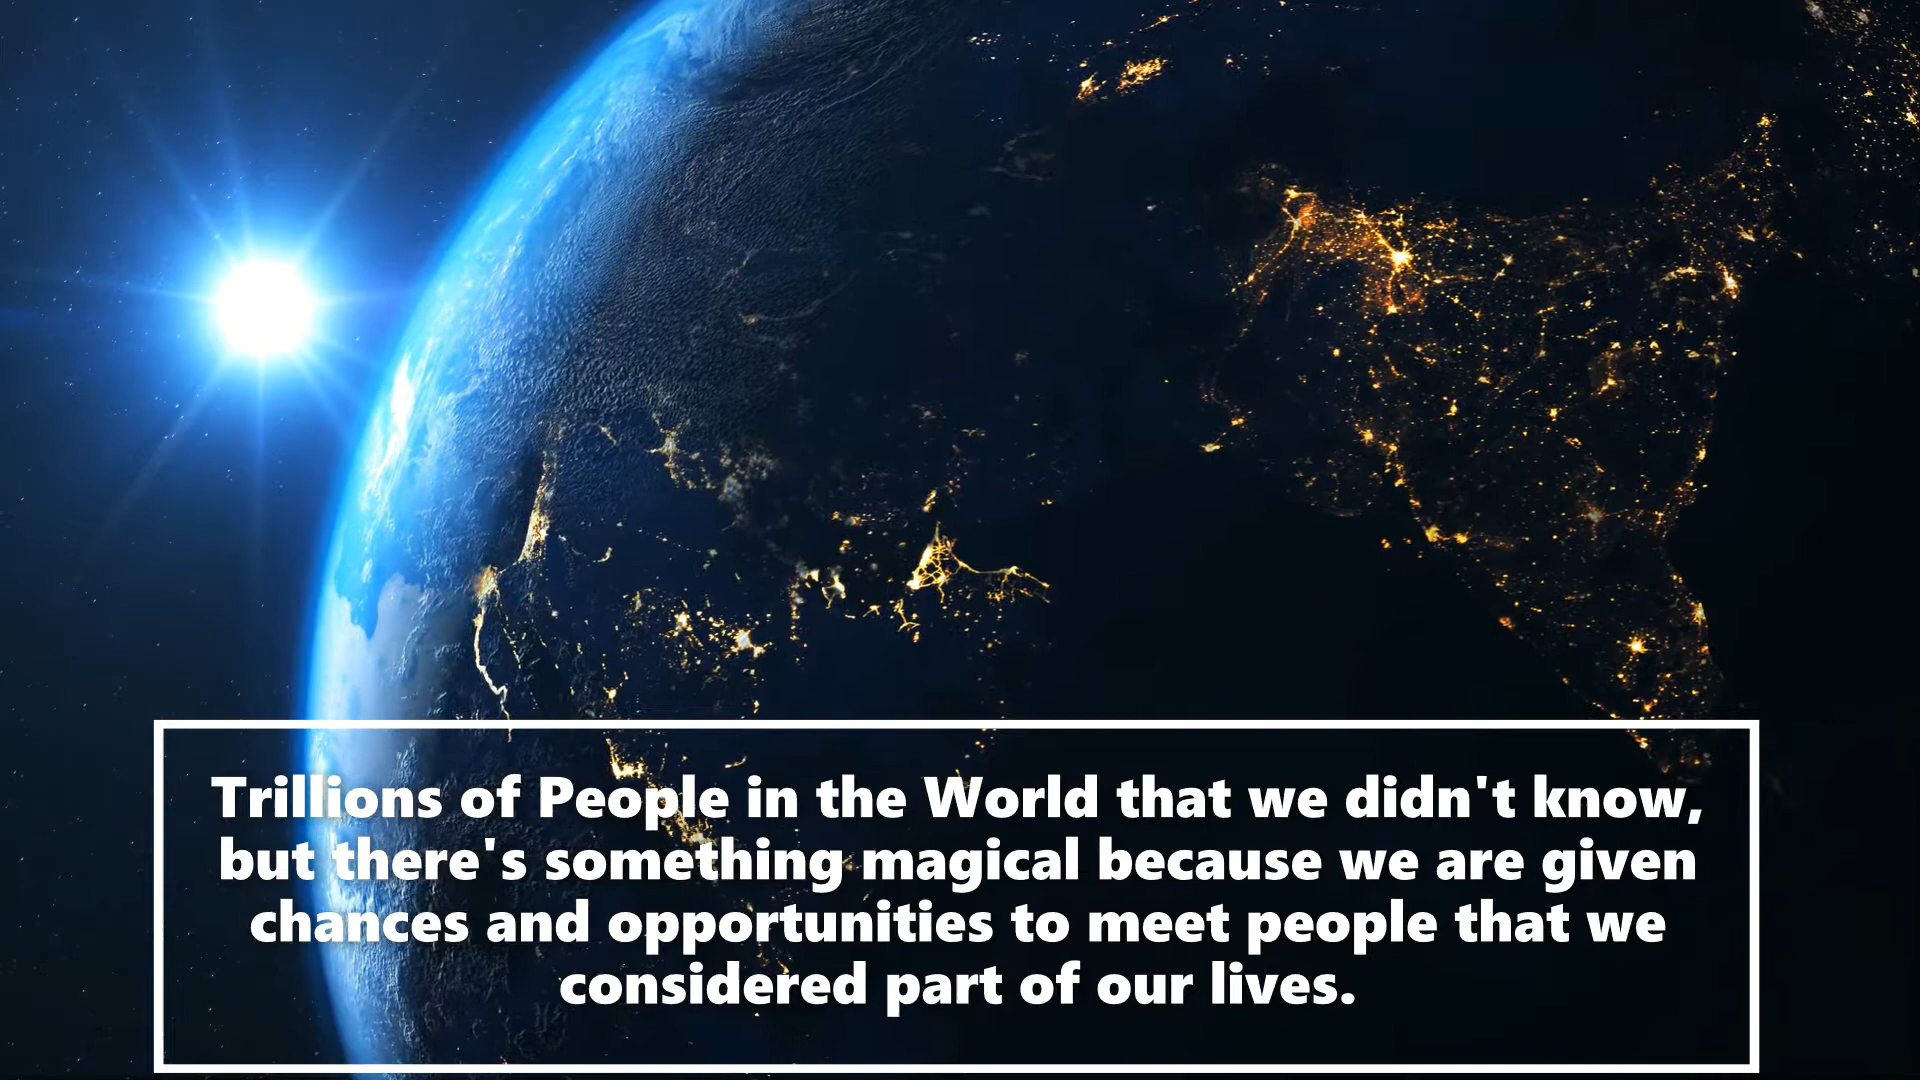 Trillions of People in the World that we didn't know,
but there's something magical because we are given
chances and opportunities to meet people that we
considered part of our lives.